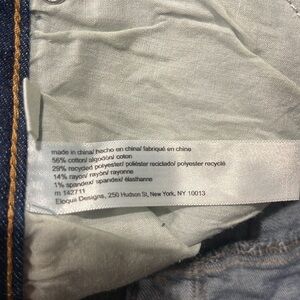 made in china/ hecho en china/ fabriqué en chine
56% cotton/ algodón/ coton
29% recycled polyester/ poliéster reciclado/ polyester recyclé
14% rayon/ rayón/ rayonne
1% spandex/ spandex/ élasthanne
m 142711
Eloquii Designs, 250 Hudson St, New York, NY 10013